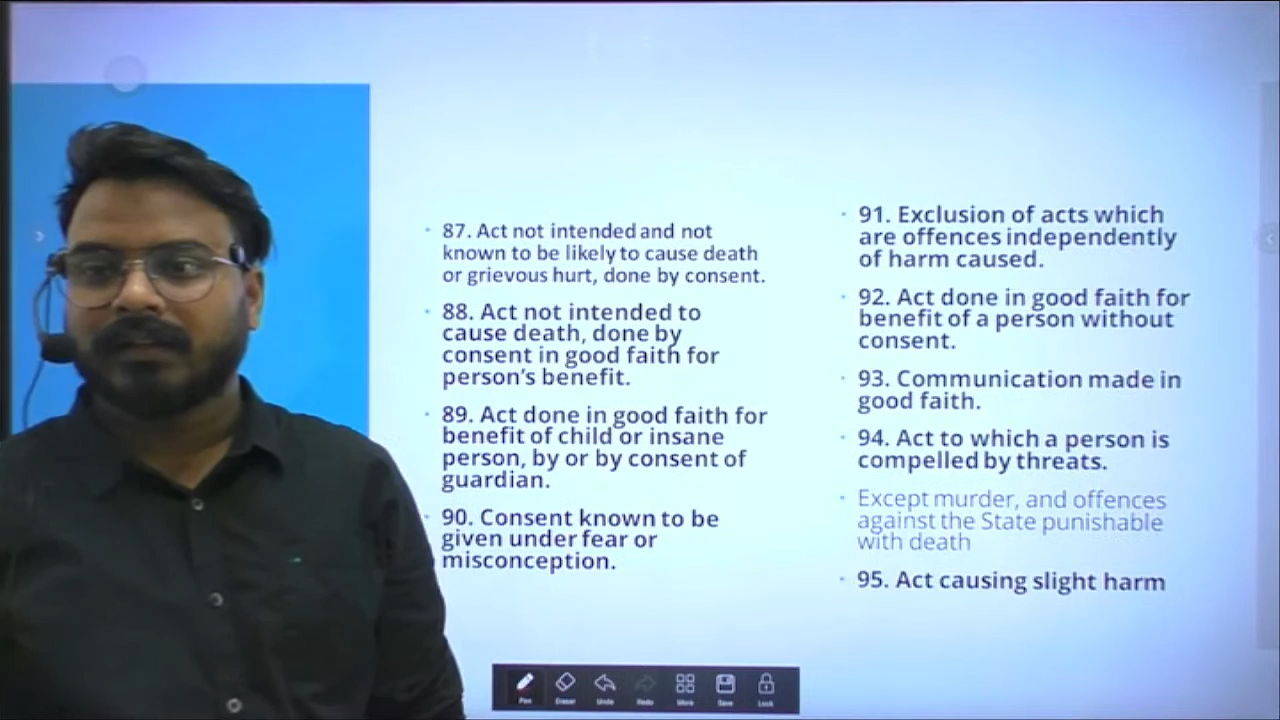 87. Act not intended and not
known to be likely to cause death
or grievous hurt, done by consent.
88. Act not intended to
cause death, done by
consent in good faith for
person's benefit.
89. Act done in good faith for
benefit of child or insane
person, by or by consent of
guardian.
90. Consent known to be
given under fear or
misconception.
91. Exclusion of acts which
are offences independently
of harm caused.
92. Act done in good faith for
benefit of a person without
consent.
93. Communication made in
good faith.
94. Act to which a person is
compelled by threats.
Except murder, and offences
against the State punishable
with death
95. Act causing slight harm
Pen Eraser Undo Redo More Save Lock